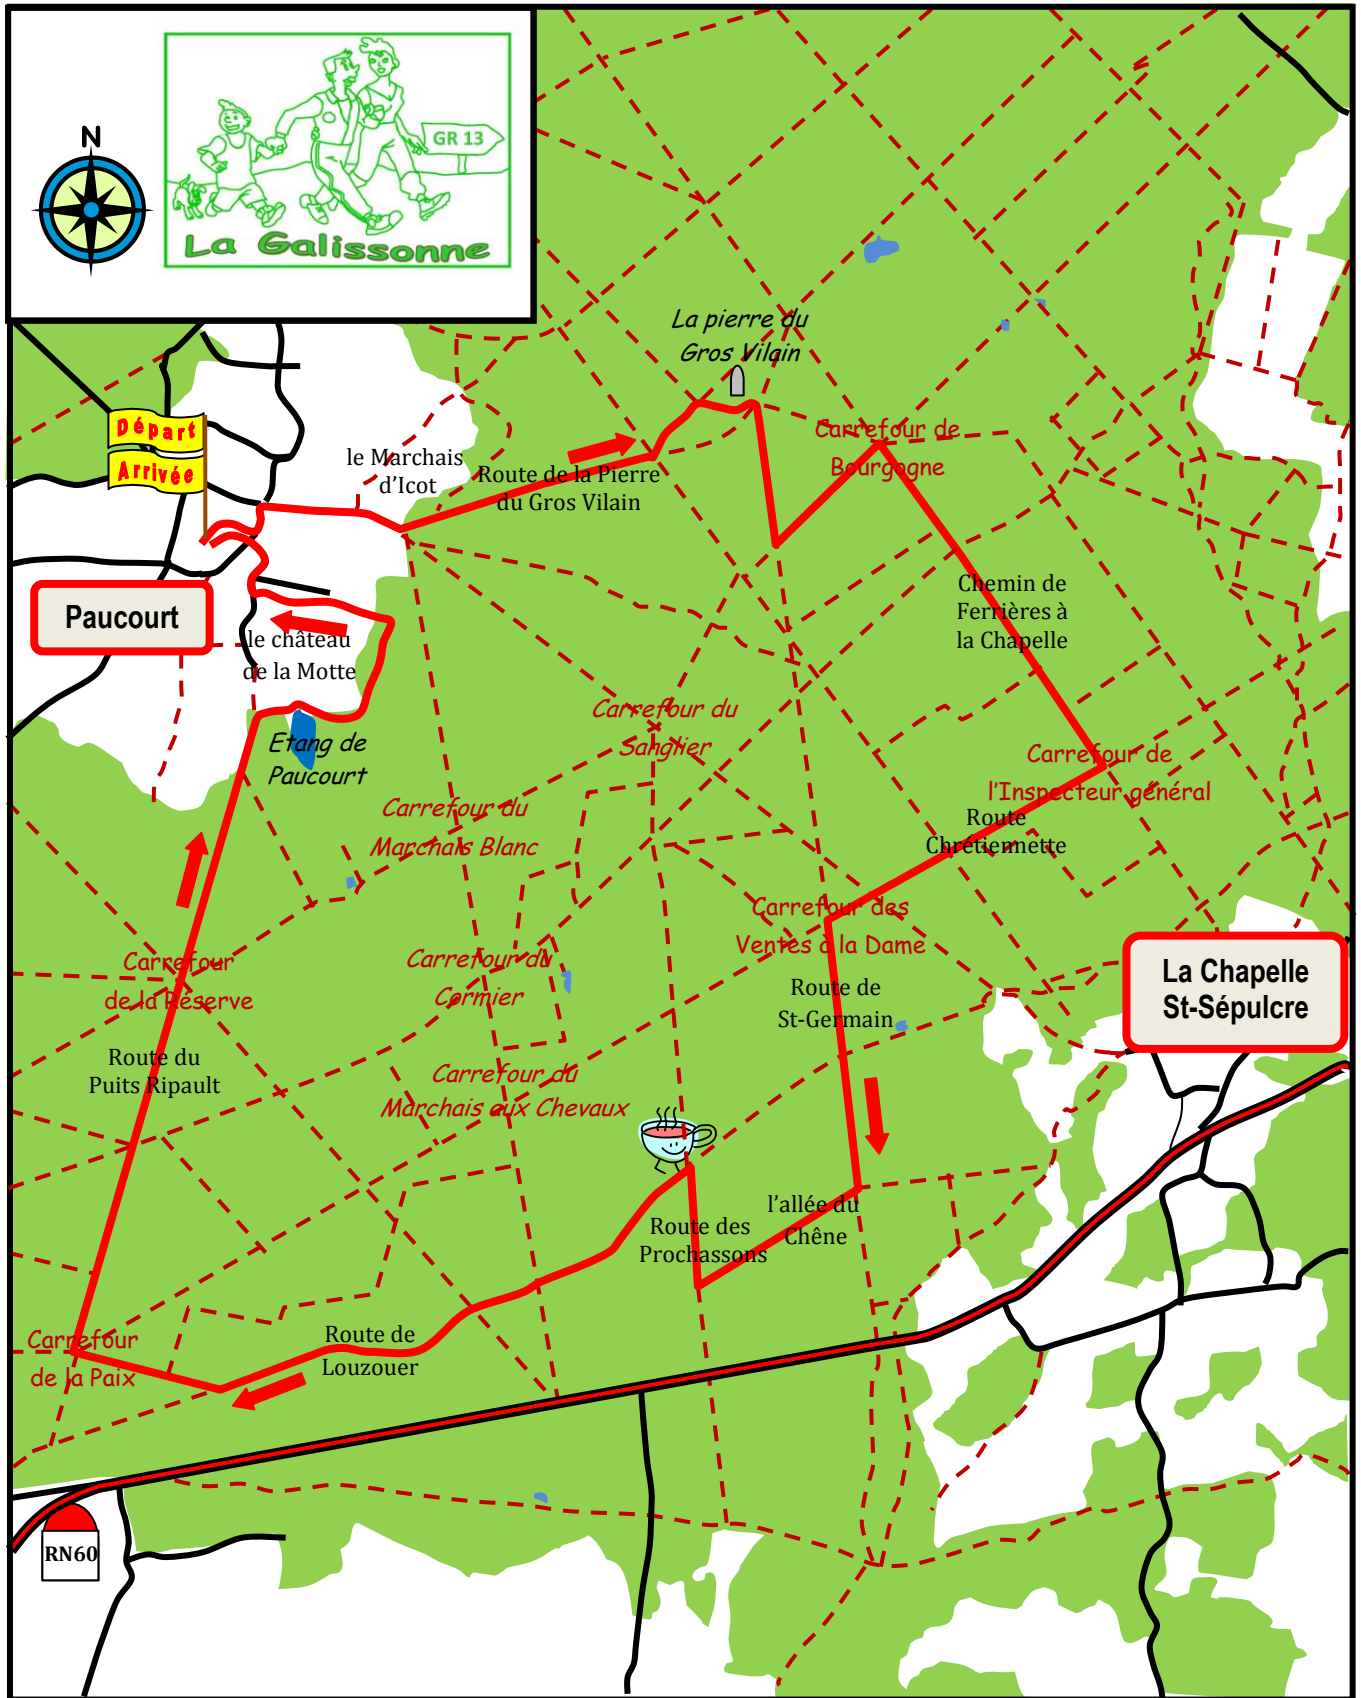 N
GR 13
La Galissonne
La pierre du
Gros Vilain
Départ
Arrivée
le Marchais
d'Icot
Route de la Pierre
du Gros Vilain
Carrefour de
Bourgogne
Chemin de
Ferrières à
la Chapelle
Paucourt
le château
de la Motte
Etang de
Paucourt
Carrefour du
Sanglier
Carrefour de
l'Inspecteur général
Route
Chrétiennette
Carrefour du
Marchais Blanc
Carrefour des
Ventes à la Dame
Carrefour
de la Réserve
Carrefour du
Cormier
Route de
St-Germain
La Chapelle
St-Sépulcre
Route du
Puits Ripault
Carrefour du
Marchais aux Chevaux
l'allée du
Chêne
Route des
Prochassons
Carrefour
de la Paix
Route de
Louzouer
RN60